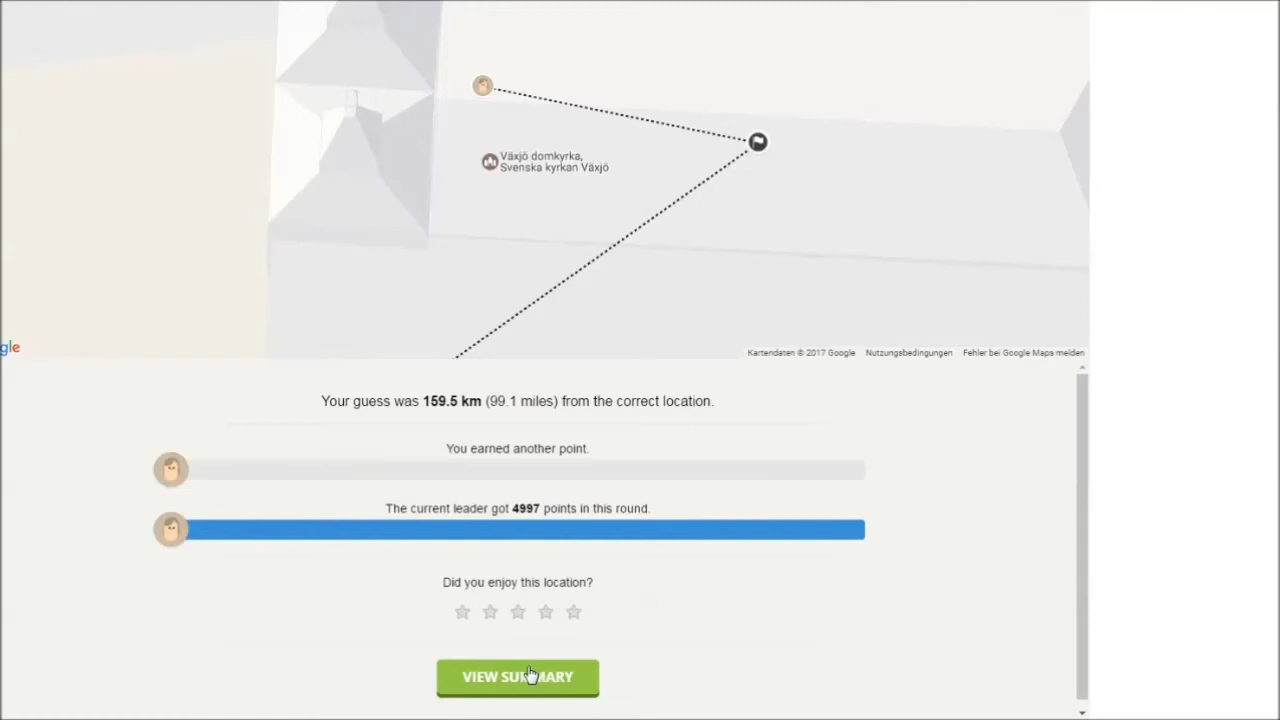 Växjö domkyrka,
Svenska kyrkan Växjö
gle
Kartendaten © 2017 Google Nutzungsbedingungen Fehler bei Google Maps melden
Your guess was 159.5 km (99.1 miles) from the correct location.
You earned another point.
The current leader got 4997 points in this round.
Did you enjoy this location?
VIEW SUMMARY